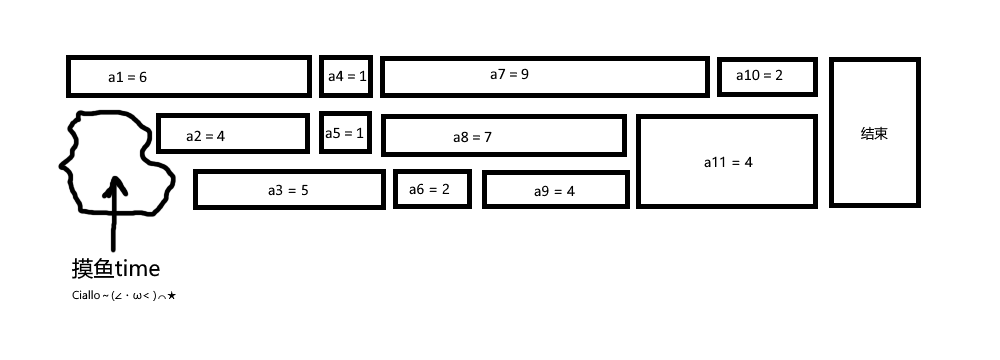 a1 = 6
a4 = 1
a7 = 9
a10 = 2
a2 = 4
a5 = 1
a8 = 7
a11 = 4
结束
a3 = 5
a6 = 2
a9 = 4
摸鱼time
Ciallo～(∠・ω< )⌒★